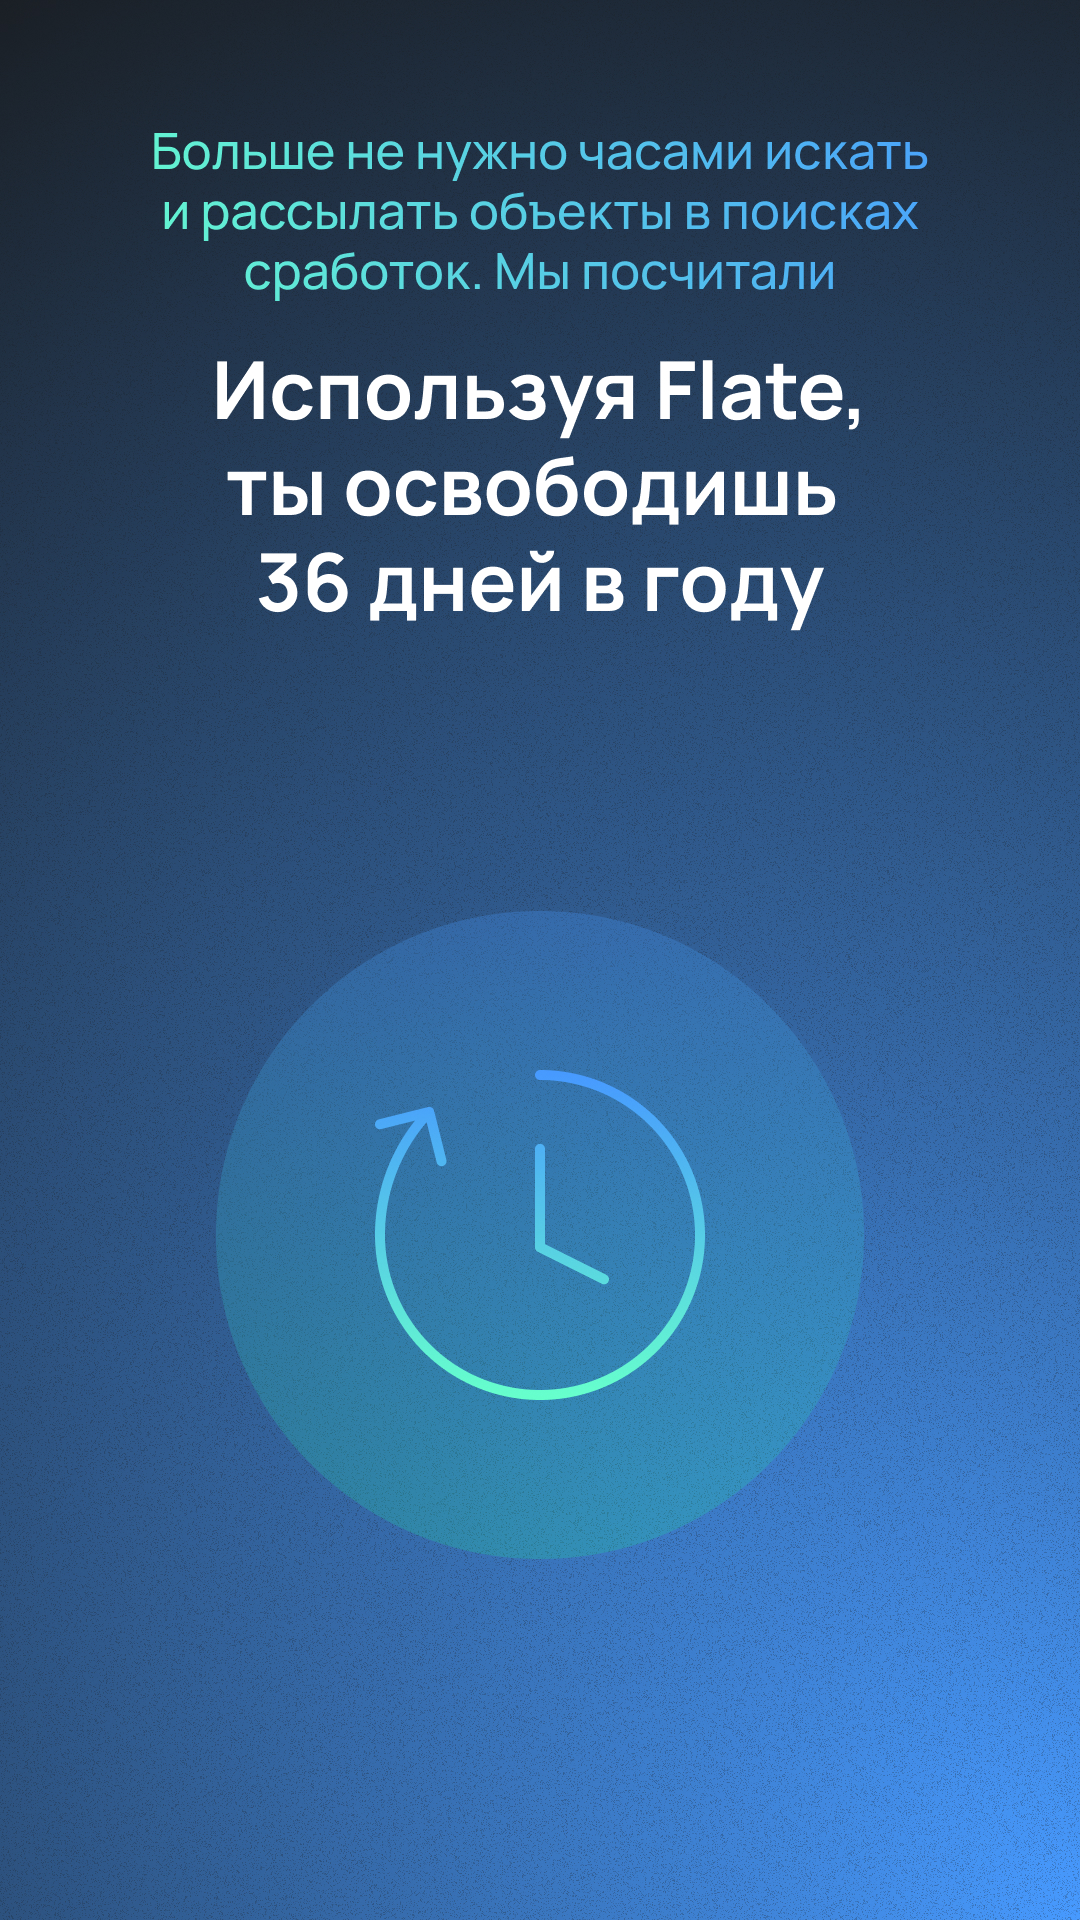 Больше не нужно часами искать
и рассылать объекты в поисках
сработок. Мы посчитали
Используя Flate,
ты освободишь
36 дней в году